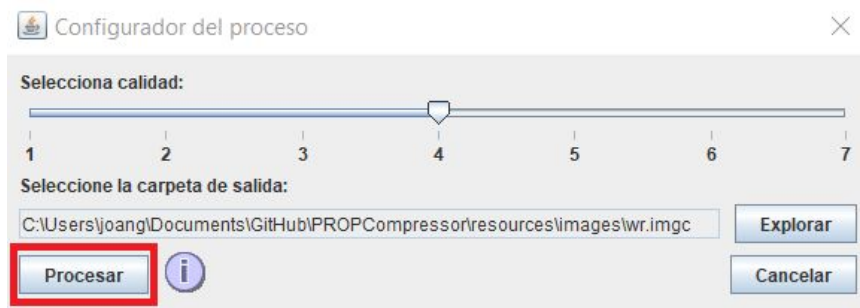 Configurador del proceso
Selecciona calidad:
1 2 3 4 5 6 7
Seleccione la carpeta de salida:
C:\Users\joang\Documents\GitHub\PROPCompressor\resources\images\wr.imgc Explorar
Procesar i Cancelar